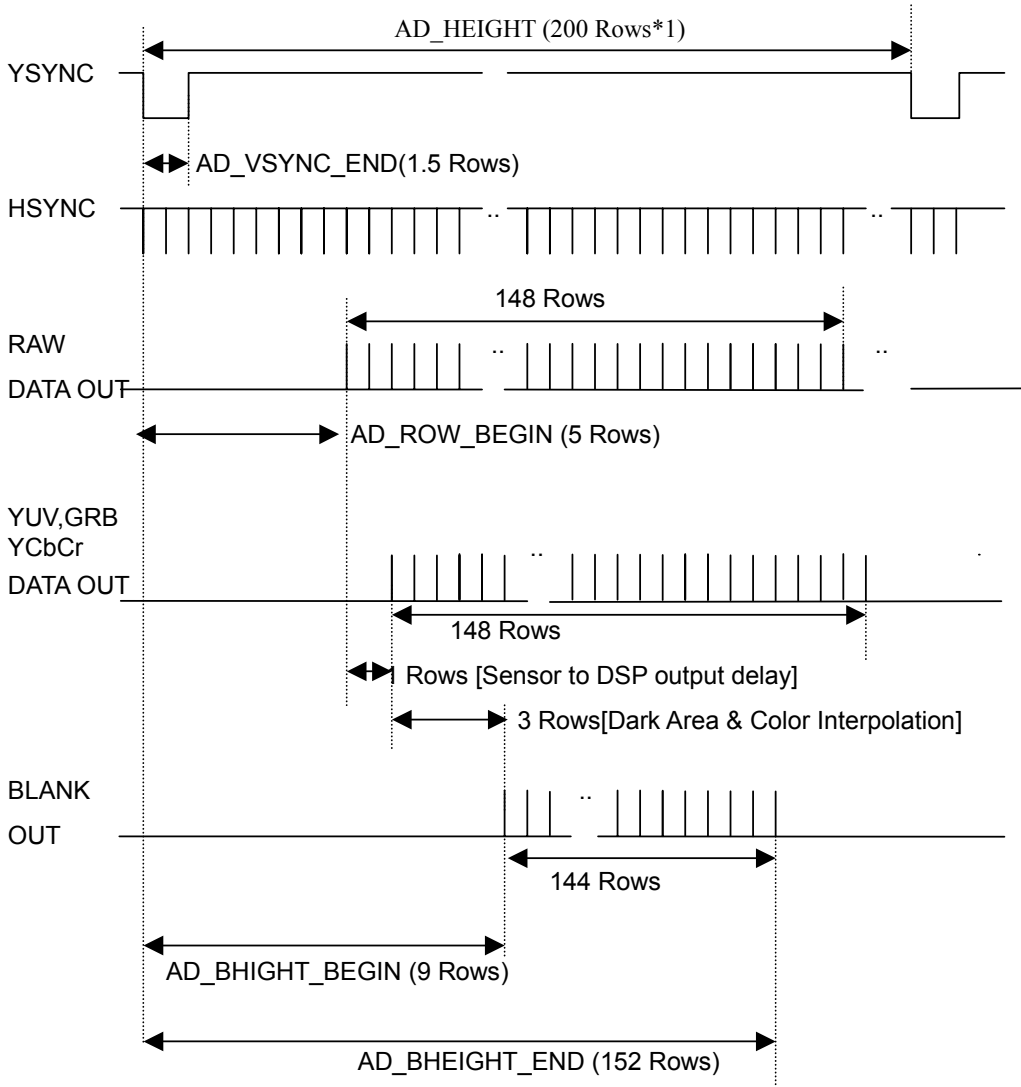 AD_HEIGHT (200 Rows*1)
YSYNC
AD_VSYNC_END(1.5 Rows)
HSYNC
..
..
148 Rows
RAW
..
..
DATA OUT
AD_ROW_BEGIN (5 Rows)
YUV,GRB
YCbCr
..
DATA OUT
148 Rows
1 Rows [Sensor to DSP output delay]
3 Rows[Dark Area & Color Interpolation]
BLANK
..
OUT
144 Rows
AD_BHIGHT_BEGIN (9 Rows)
AD_BHEIGHT_END (152 Rows)